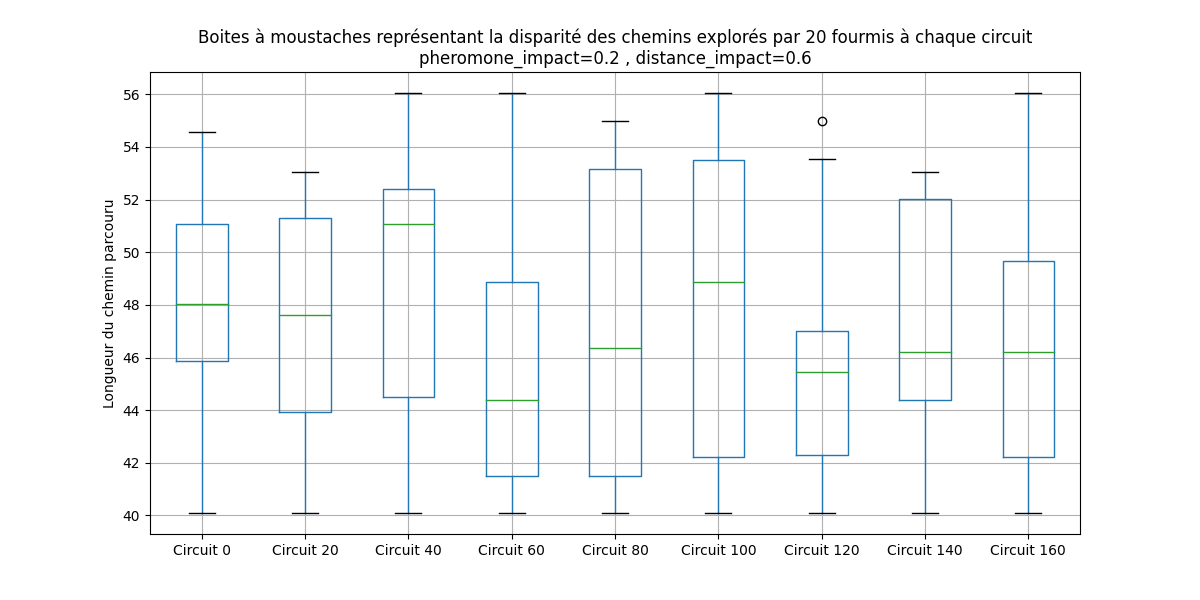 Boites à moustaches représentant la disparité des chemins explorés par 20 fourmis à chaque circuit
pheromone_impact=0.2 , distance_impact=0.6
Longueur du chemin parcouru
56
54
52
50
48
46
44
42
40
Circuit 0 Circuit 20 Circuit 40 Circuit 60 Circuit 80 Circuit 100 Circuit 120 Circuit 140 Circuit 160